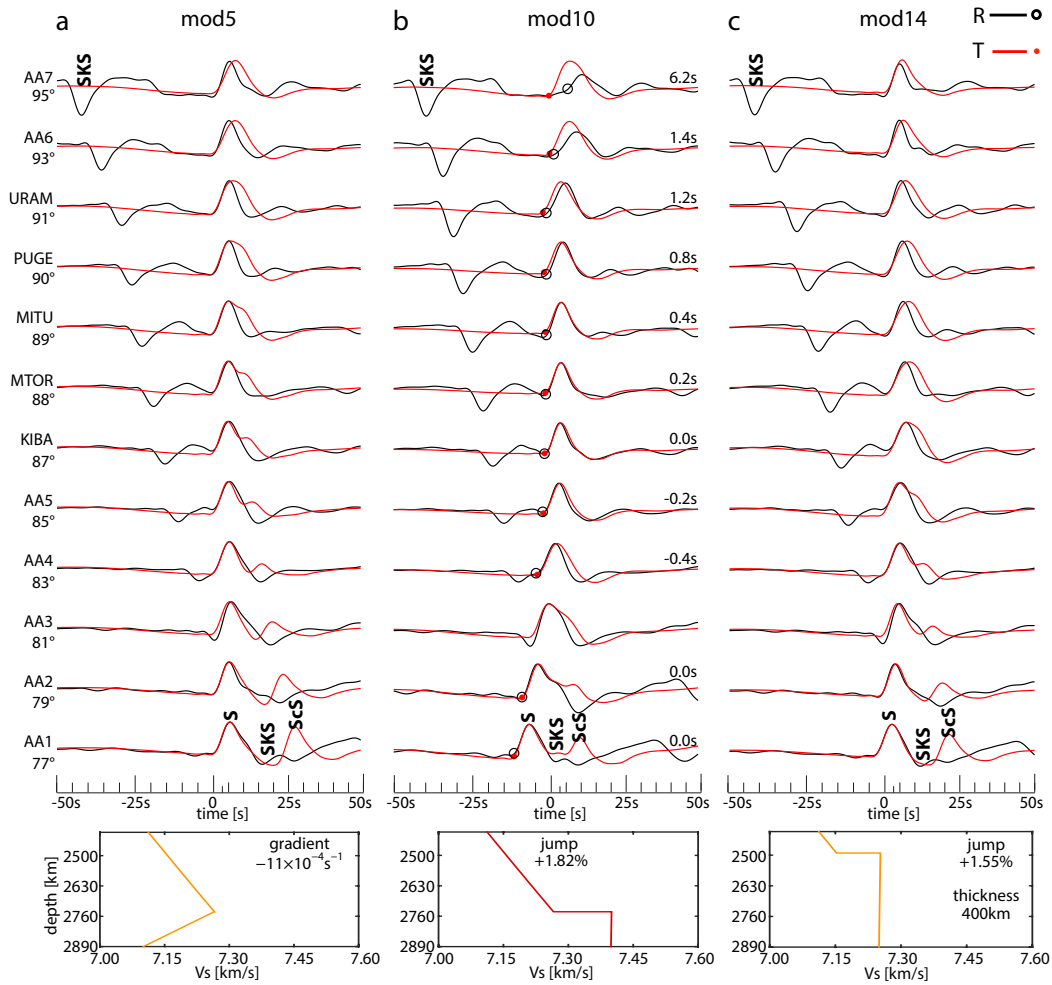 a
mod5
b
mod10
c
mod14
R
T
SKS
SKS
SKS
AA7
95°
6.2s
AA6
93°
1.4s
URAM
91°
1.2s
PUGE
90°
0.8s
MITU
89°
0.4s
MTOR
88°
0.2s
KIBA
87°
0.0s
AA5
85°
-0.2s
AA4
83°
-0.4s
AA3
81°
AA2
79°
0.0s
AA1
77°
S
SKS
ScS
S
SKS
ScS
0.0s
S
SKS
ScS
-50s -25s 0 25s 50s
time [s]
-50s -25s 0 25s 50s
time [s]
-50s -25s 0 25s 50s
time [s]
depth [km]
2500
2630
2760
2890
gradient
−11×10⁻⁴s⁻¹
7.00 7.15 7.30 7.45 7.60
Vs [km/s]
2500
2630
2760
2890
jump
+1.82%
7.00 7.15 7.30 7.45 7.60
Vs [km/s]
2500
2630
2760
2890
jump
+1.55%
thickness
400km
7.00 7.15 7.30 7.45 7.60
Vs [km/s]